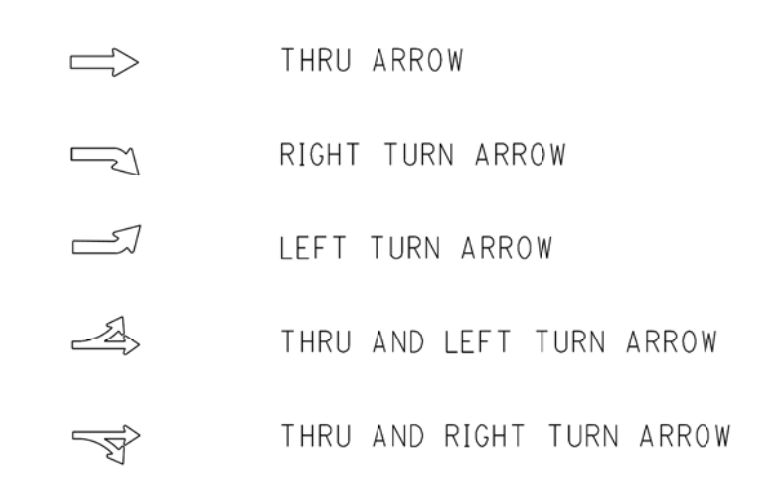 THRU ARROW
RIGHT TURN ARROW
LEFT TURN ARROW
THRU AND LEFT TURN ARROW
THRU AND RIGHT TURN ARROW